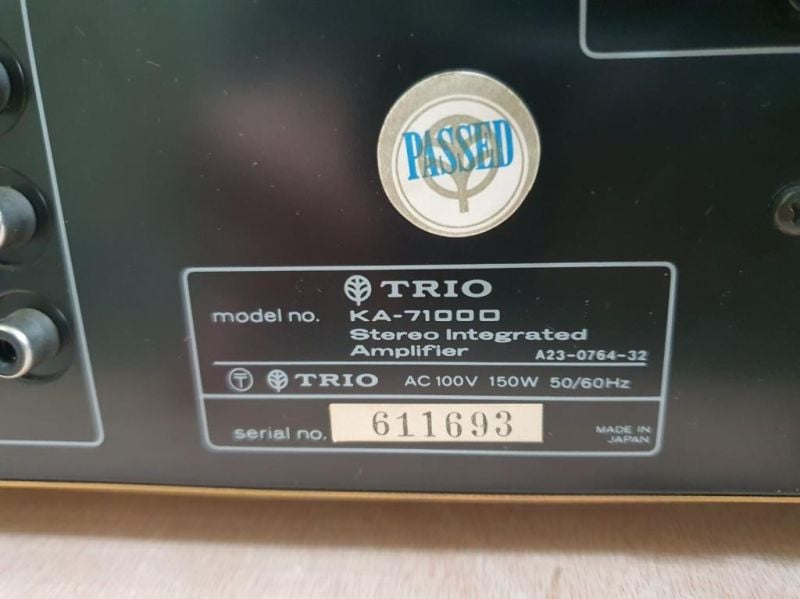 PASSED
TRIO
model no. KA-7100D
Stereo Integrated
Amplifier A23-0764-32
〒 TRIO AC 100V 150W 50/60Hz
serial no. 611693
MADE IN
JAPAN